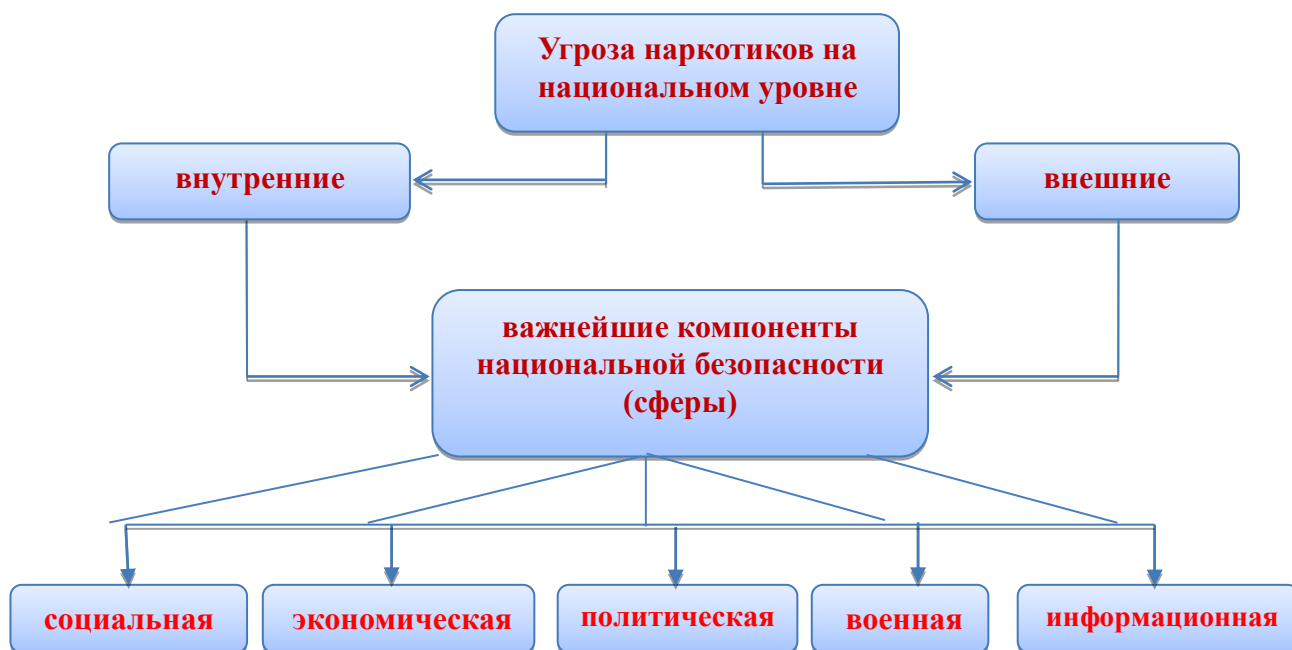 Угроза наркотиков на
национальном уровне
внутренние
внешние
важнейшие компоненты
национальной безопасности
(сферы)
социальная
экономическая
политическая
военная
информационная